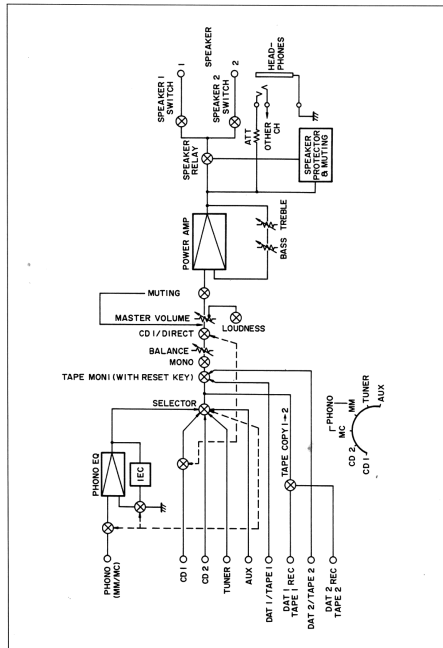 SPEAKER 1
SWITCH
1
SPEAKER
SPEAKER 2
SWITCH
2
HEAD-
PHONES
SPEAKER
RELAY
ATT
OTHER
CH
SPEAKER
PROTECTOR
& MUTING
POWER AMP
BASS
TREBLE
MUTING
MASTER VOLUME
LOUDNESS
CD I/DIRECT
BALANCE
MONO
TAPE MONI (WITH RESET KEY)
SELECTOR
PHONO EQ
IEC
TAPE COPY 1↔2
PHONO
(MM/MC)
CD I
CD 2
TUNER
AUX
DAT 1/TAPE 1
DAT 1
TAPE 1 REC
DAT 2/TAPE 2
DAT 2
TAPE 2 REC
PHONO
MC
MM
TUNER
AUX
CD 2
CD I